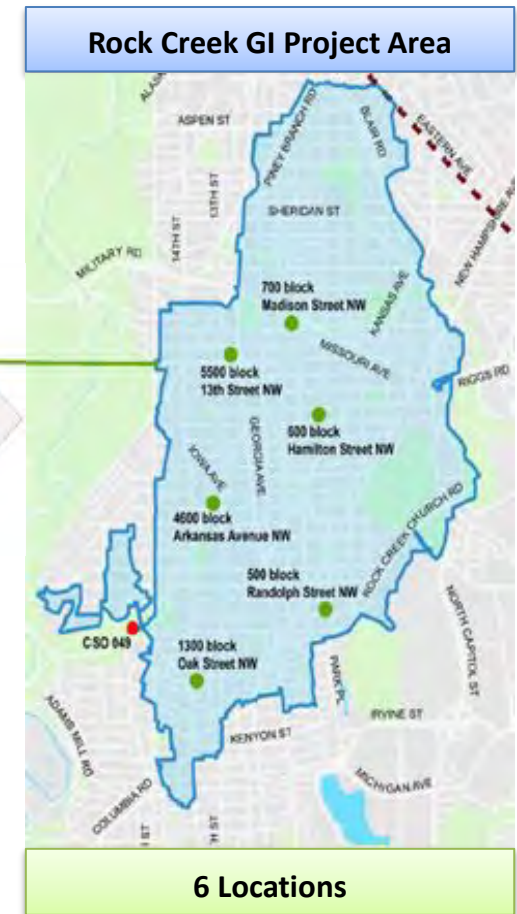 Rock Creek GI Project Area
ASPEN ST
13TH ST
PINEY BRANCH RD
BLAIR RD
EASTERN AVE
NEW HAMPSHIRE AVE
14TH ST
SHERIDAN ST
MILITARY RD
KANSAS AVE
700 block
Madison Street NW
MISSOURI AVE
RIGGS RD
5500 block
13th Street NW
GEORGIA AVE
600 block
Hamilton Street NW
IOWA AVE
4600 block
Arkansas Avenue NW
ROCK CREEK CHURCH RD
500 block
Randolph Street NW
NORTH CAPITOL ST
CSO 049
1300 block
Oak Street NW
PARK PL
IRVINE ST
KENYON ST
ADAMS MILL RD
MICHIGAN AVE
COLUMBIA RD
6 Locations